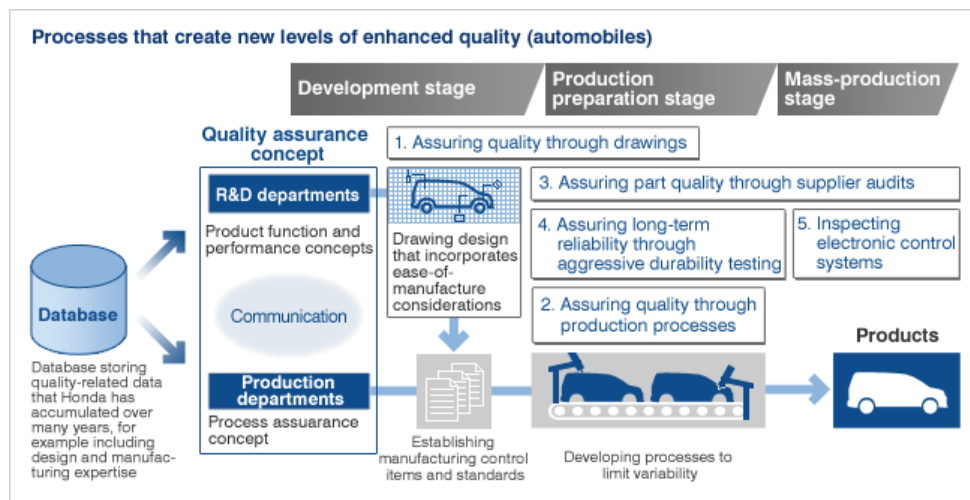 Processes that create new levels of enhanced quality (automobiles)
Development stage
Production
preparation stage
Mass-production
stage
Quality assurance
concept
1. Assuring quality through drawings
R&D departments
Product function and
performance concepts
Communication
Production
departments
Process assuarance
concept
Database
Database storing
quality-related data
that Honda has
accumulated over
many years, for
example including
design and manufac-
turing expertise
Drawing design
that incorporates
ease-of-
manufacture
considerations
3. Assuring part quality through supplier audits
4. Assuring long-term
reliability through
aggressive durability testing
5. Inspecting
electronic control
systems
2. Assuring quality through
production processes
Products
Establishing
manufacturing control
items and standards
Developing processes to
limit variability